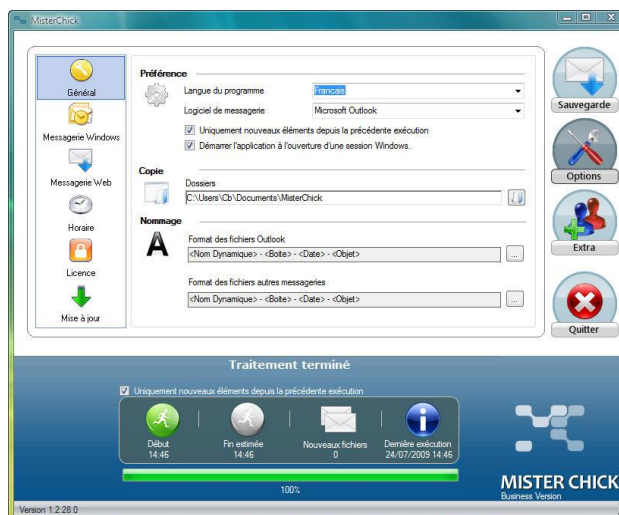 MisterChick
Général
Messagerie Windows
Messagerie Web
Horaire
Licence
Mise à jour
Préférence
Langue du programme
Francais
Logiciel de messagerie
Microsoft Outlook
Uniquement nouveaux éléments depuis la précédente exécution
Démarrer l'application à l'ouverture d'une session Windows.
Copie
Dossiers
C:\Users\Cb\Documents\MisterChick
Nommage
A
Format des fichiers Outlook
<Nom Dynamique> - <Boite> - <Date> - <Objet>
...
Format des fichiers autres messageries
<Nom Dynamique> - <Boite> - <Date> - <Objet>
...
Sauvegarde
Options
Extra
Quitter
Traitement terminé
Uniquement nouveaux éléments depuis la précédente exécution
Début
14:46
Fin estimée
14:46
Nouveaux fichiers
0
Dernière exécution
24/07/2009 14:46
100%
MISTER CHICK
Business Version
Version 1.2.28.0